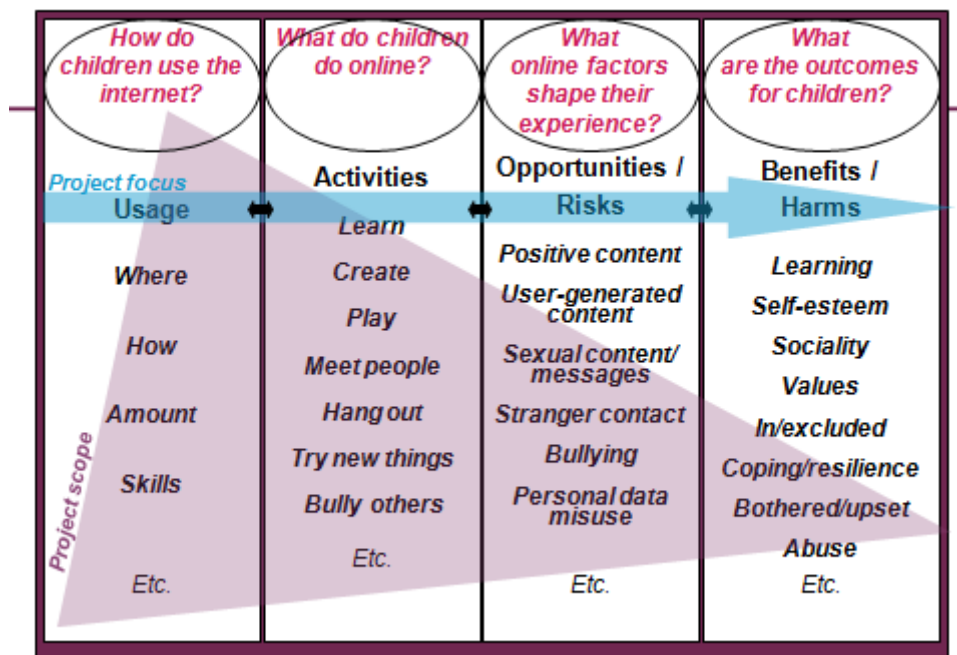 How do
children use the
internet?
What do children
do online?
What
online factors
shape their
experience?
What
are the outcomes
for children?
Project focus
Usage
Where
How
Amount
Skills
Etc.
Project scope
Activities
Learn
Create
Play
Meet people
Hang out
Try new things
Bully others
Etc.
Opportunities /
Risks
Positive content
User-generated
content
Sexual content/
messages
Stranger contact
Bullying
Personal data
misuse
Etc.
Benefits /
Harms
Learning
Self-esteem
Sociality
Values
In/excluded
Coping/resilience
Bothered/upset
Abuse
Etc.